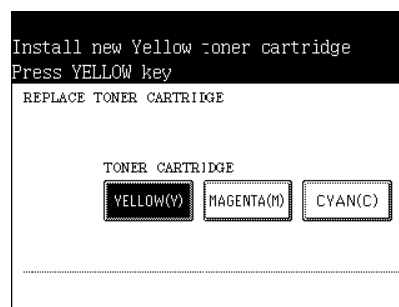 Install new Yellow toner cartridge
Press YELLOW key
REPLACE TONER CARTRIDGE
TONER CARTRIDGE
YELLOW(Y) MAGENTA(M) CYAN(C)